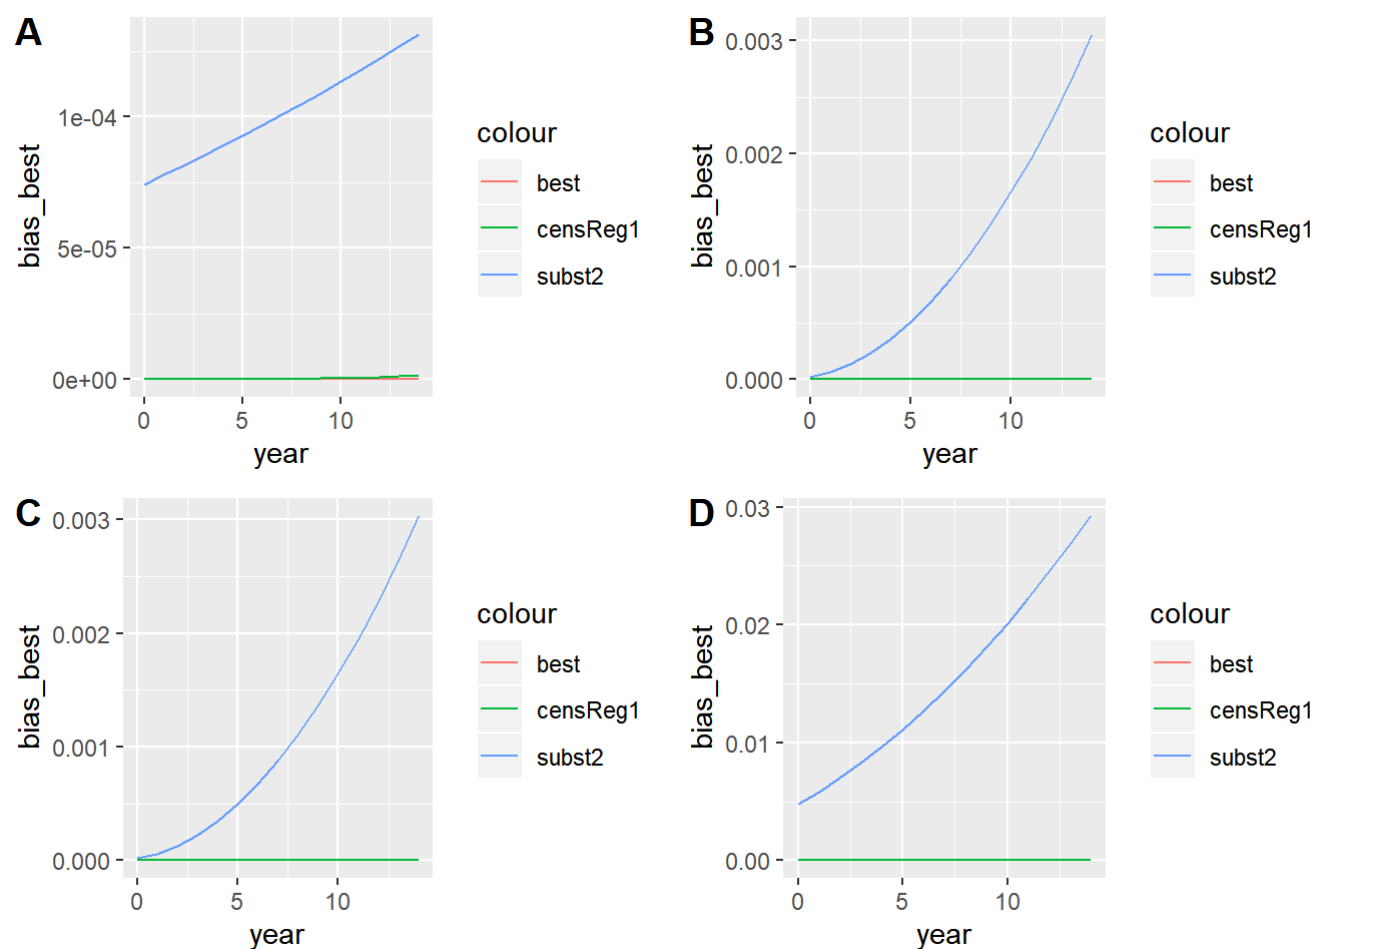 A
bias_best
1e-04
5e-05
0e+00
0 5 10
year
colour
best
censReg1
subst2
B
bias_best
0.003
0.002
0.001
0.000
0 5 10
year
colour
best
censReg1
subst2
C
bias_best
0.003
0.002
0.001
0.000
0 5 10
year
colour
best
censReg1
subst2
D
bias_best
0.03
0.02
0.01
0.00
0 5 10
year
colour
best
censReg1
subst2